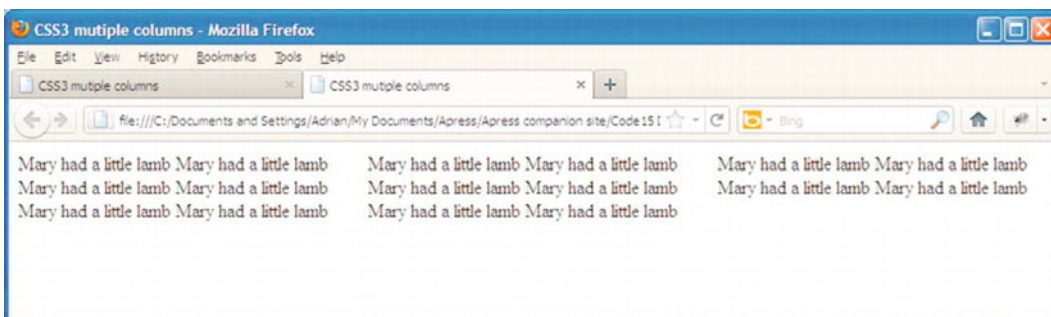 CSS3 mutiple columns - Mozilla Firefox
File Edit View History Bookmarks Tools Help
CSS3 mutiple columns × CSS3 mutiple columns × +
file:///C:/Documents and Settings/Adrian/My Documents/Apress/Apress companion site/Code15 Bing
Mary had a little lamb Mary had a little lamb
Mary had a little lamb Mary had a little lamb
Mary had a little lamb Mary had a little lamb
Mary had a little lamb Mary had a little lamb
Mary had a little lamb Mary had a little lamb
Mary had a little lamb Mary had a little lamb
Mary had a little lamb Mary had a little lamb
Mary had a little lamb Mary had a little lamb